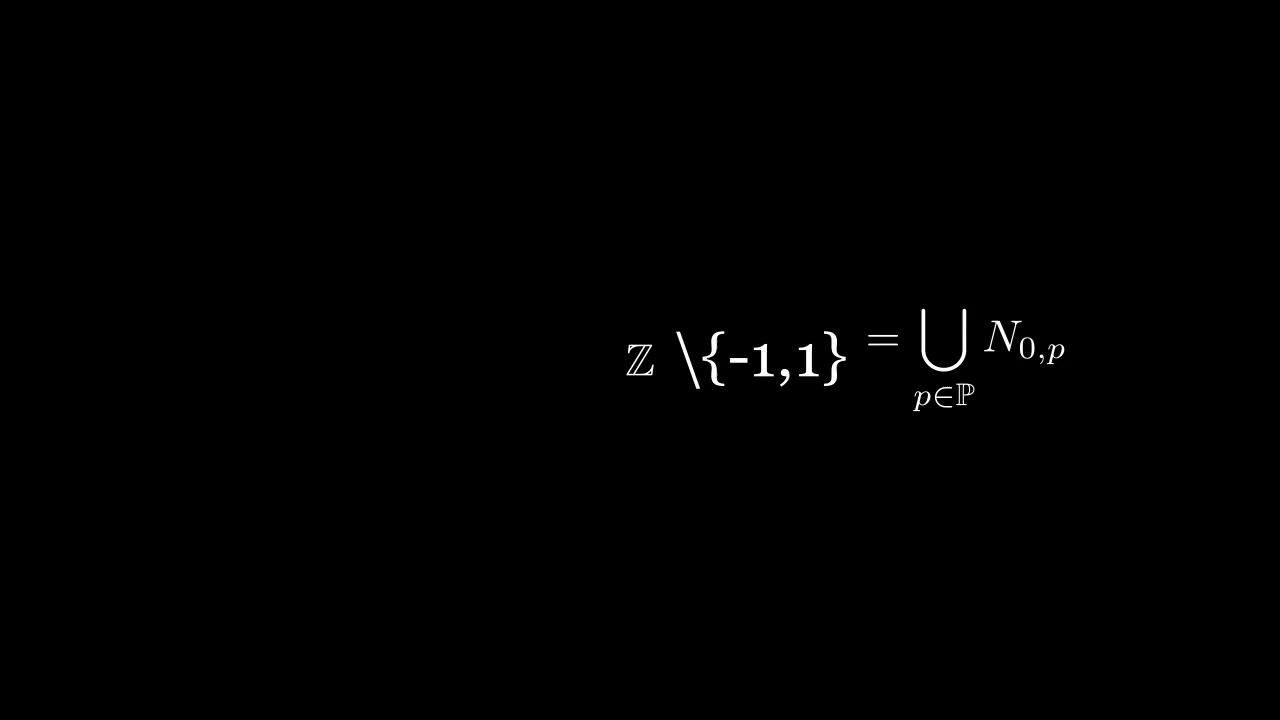 ℤ \{-1,1} = ⋃_{p∈ℙ} N_{0,p}